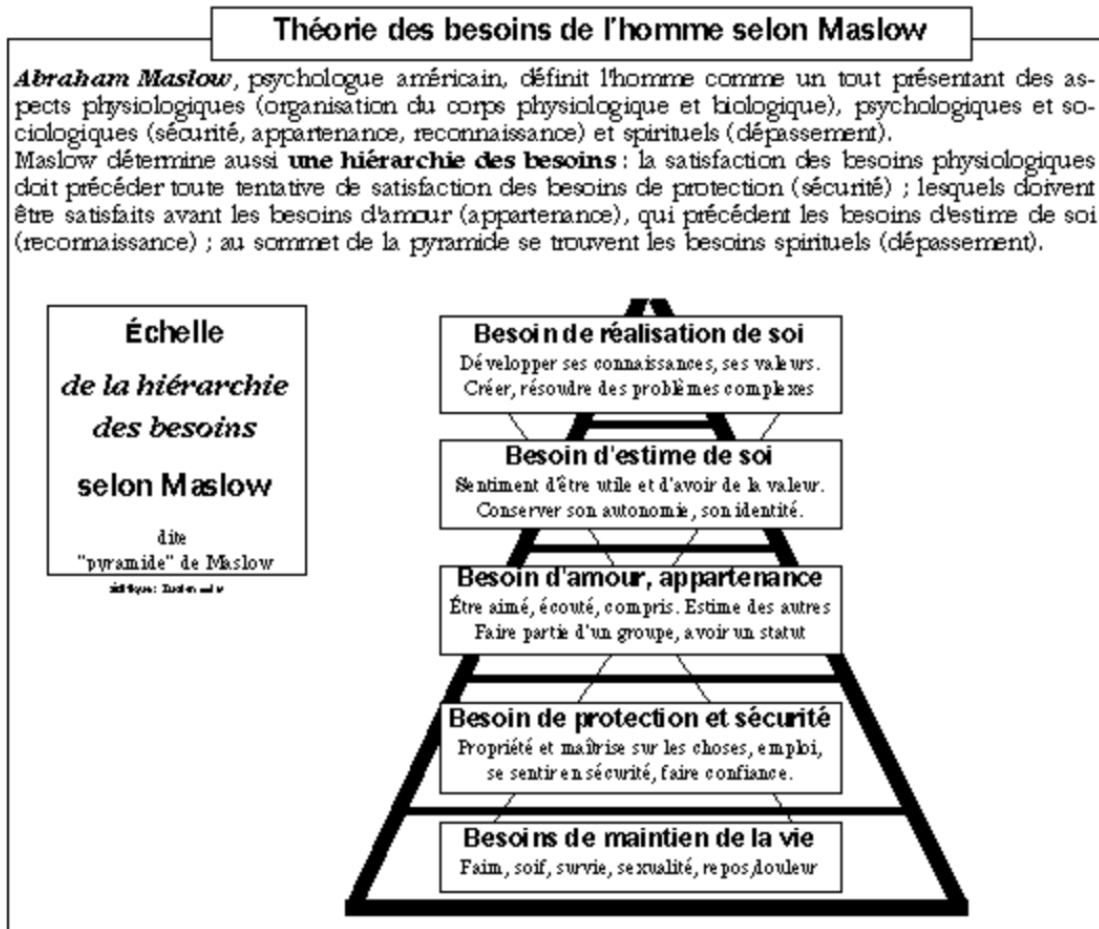 Théorie des besoins de l'homme selon Maslow
Abraham Maslow, psychologue américain, définit l'homme comme un tout présentant des as-
pects physiologiques (organisation du corps physiologique et biologique), psychologiques et so-
ciologiques (sécurité, appartenance, reconnaissance) et spirituels (dépassement).
Maslow détermine aussi une hiérarchie des besoins : la satisfaction des besoins physiologiques
doit précéder toute tentative de satisfaction des besoins de protection (sécurité) ; lesquels doivent
être satisfaits avant les besoins d'amour (appartenance), qui précédent les besoins d'estime de soi
(reconnaissance) ; au sommet de la pyramide se trouvent les besoins spirituels (dépassement).
Échelle
de la hiérarchie
des besoins
selon Maslow
dite
"pyramide" de Maslow
Besoin de réalisation de soi
Développer ses connaissances, ses valeurs.
Créer, résoudre des problèmes complexes
Besoin d'estime de soi
Sentiment d'être utile et d'avoir de la valeur.
Conserver son autonomie, son identité.
Besoin d'amour, appartenance
Être aimé, écouté, compris. Estime des autres
Faire partie d'un groupe, avoir un statut
Besoin de protection et sécurité
Propriété et maîtrise sur les choses, emploi,
se sentir en sécurité, faire confiance.
Besoins de maintien de la vie
Faim, soif, survie, sexualité, repos,douleur